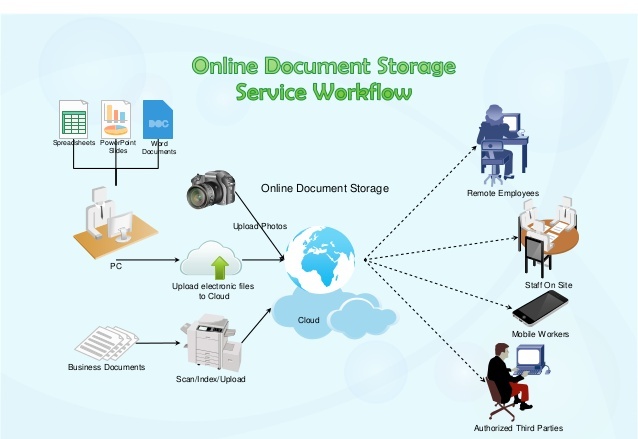 Online Document Storage
Service Workflow
DOC
Spreadsheets
PowerPoint
Slides
Word
Documents
Online Document Storage
Remote Employees
Upload Photos
PC
Upload electronic files
to Cloud
Staff On Site
Cloud
Mobile Workers
Business Documents
Scan/Index/Upload
Authorized Third Parties